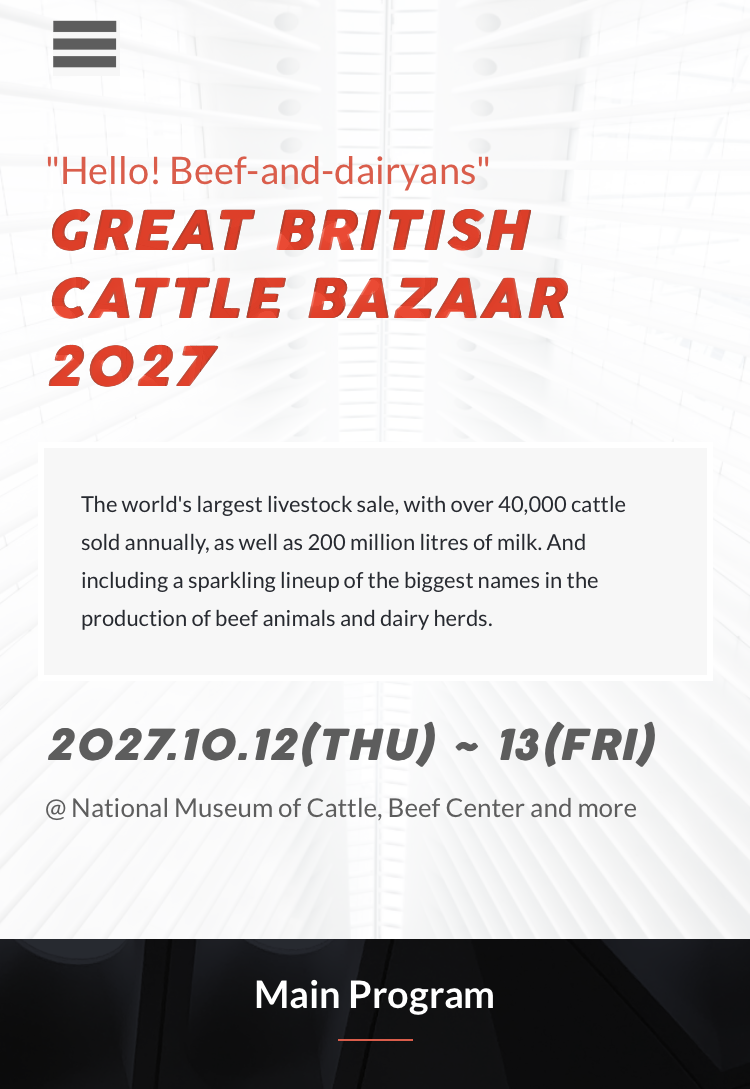 "Hello! Beef-and-dairyans"
GREAT BRITISH
CATTLE BAZAAR
2027
The world's largest livestock sale, with over 40,000 cattle
sold annually, as well as 200 million litres of milk. And
including a sparkling lineup of the biggest names in the
production of beef animals and dairy herds.
2027.10.12(THU) ~ 13(FRI)
@ National Museum of Cattle, Beef Center and more
Main Program